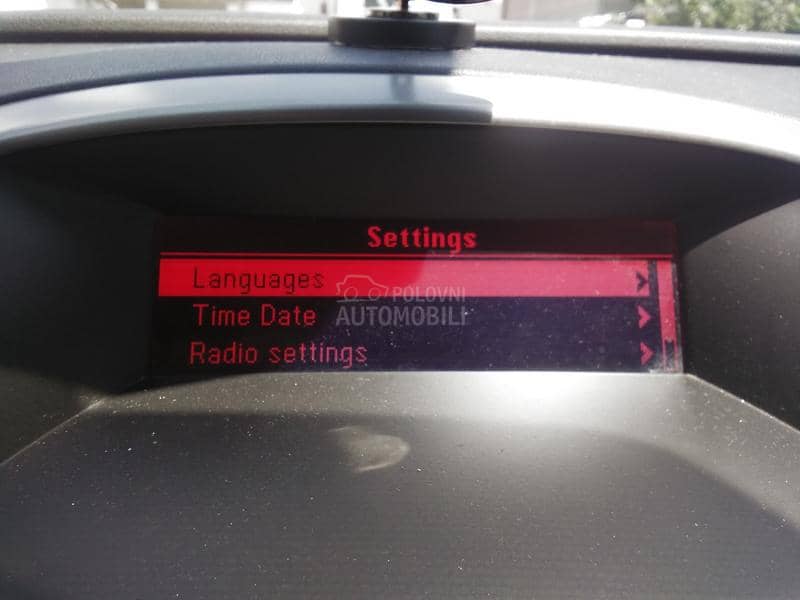 Settings
Languages
Time Date
Radio settings
POLOVNI
AUTOMOBILI